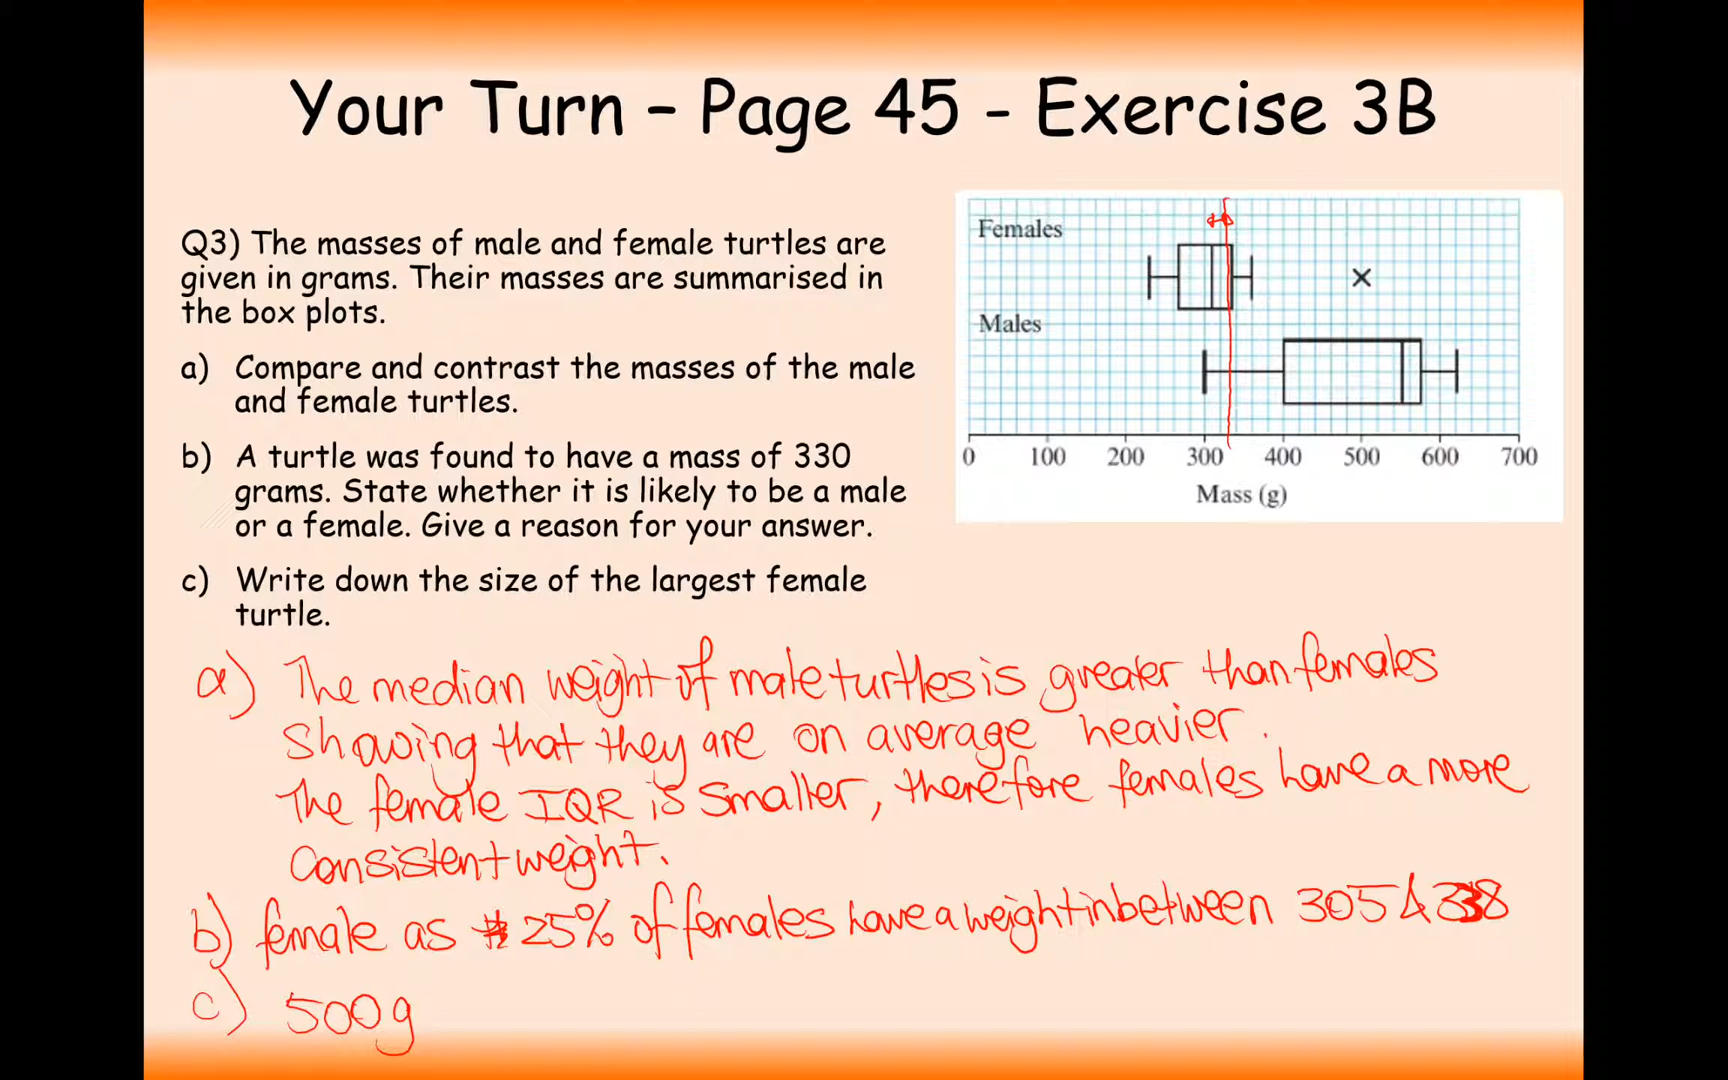 Your Turn – Page 45 - Exercise 3B
Q3) The masses of male and female turtles are
given in grams. Their masses are summarised in
the box plots.
a) Compare and contrast the masses of the male
and female turtles.
b) A turtle was found to have a mass of 330
grams. State whether it is likely to be a male
or a female. Give a reason for your answer.
c) Write down the size of the largest female
turtle.
Females
Males
0 100 200 300 400 500 600 700
Mass (g)
a) The median weight of male turtles is greater than females
showing that they are on average heavier.
The female IQR is smaller, therefore females have a more
consistent weight.
b) female as 25% of females have a weight inbetween 305 & 338
c) 500g